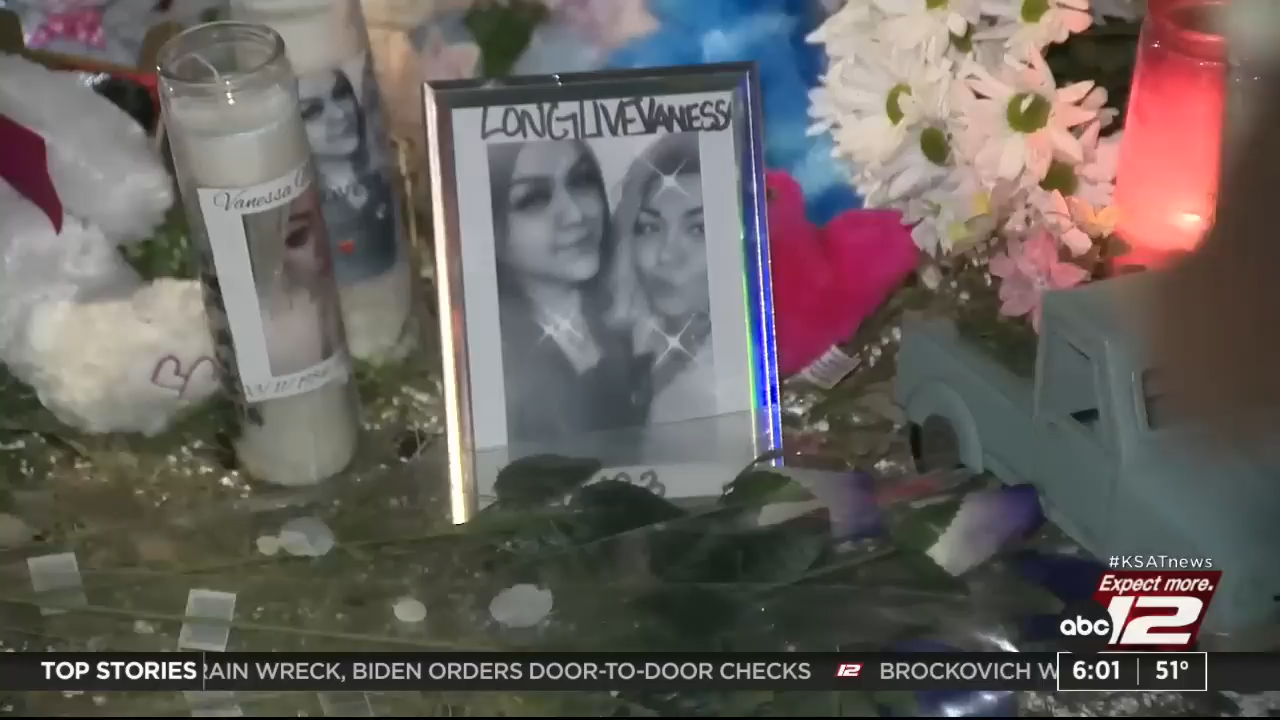 LONGLIVEVANESSA
Vanessa
#KSATnews
Expect more.
abc 12
TOP STORIES
RAIN WRECK, BIDEN ORDERS DOOR-TO-DOOR CHECKS 12 BROCKOVICH W
6:01 51°